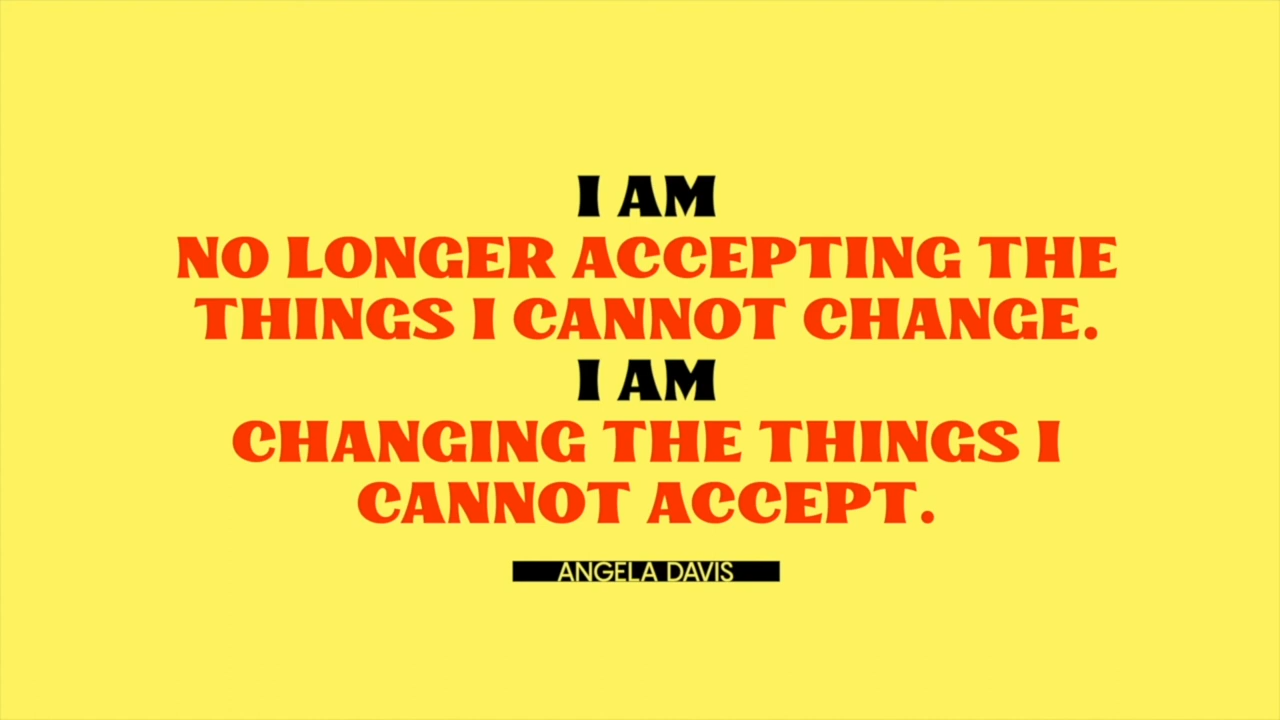 I AM
NO LONGER ACCEPTING THE
THINGS I CANNOT CHANGE.
I AM
CHANGING THE THINGS I
CANNOT ACCEPT.
ANGELA DAVIS